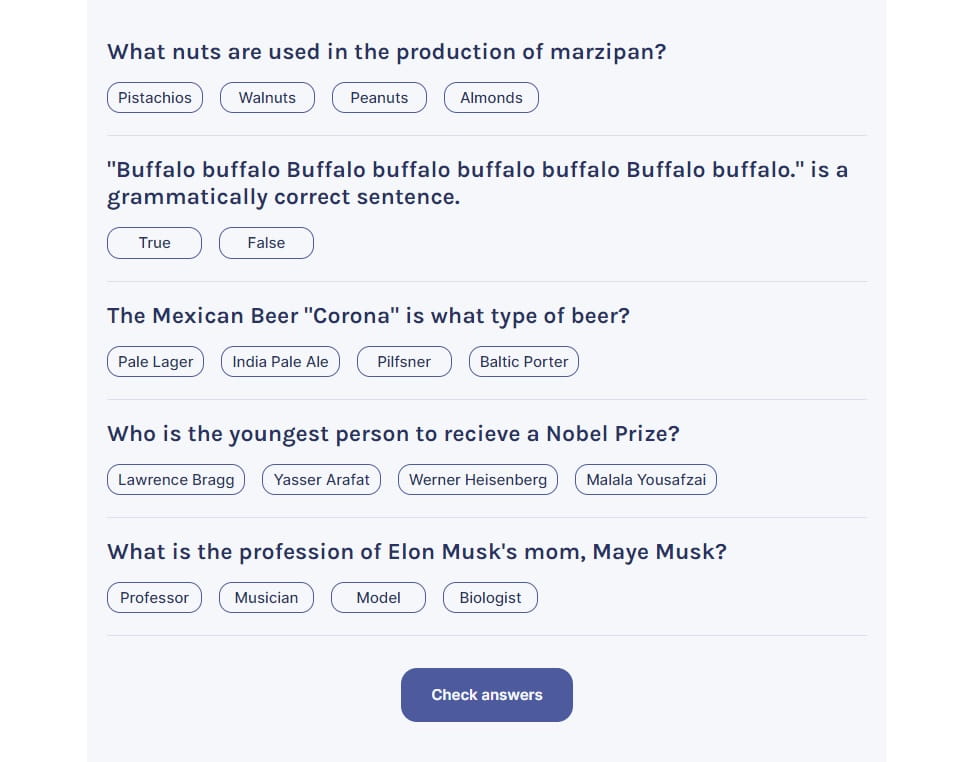 What nuts are used in the production of marzipan?
Pistachios Walnuts Peanuts Almonds
"Buffalo buffalo Buffalo buffalo buffalo buffalo Buffalo buffalo." is a
grammatically correct sentence.
True False
The Mexican Beer "Corona" is what type of beer?
Pale Lager India Pale Ale Pilfsner Baltic Porter
Who is the youngest person to recieve a Nobel Prize?
Lawrence Bragg Yasser Arafat Werner Heisenberg Malala Yousafzai
What is the profession of Elon Musk's mom, Maye Musk?
Professor Musician Model Biologist
Check answers